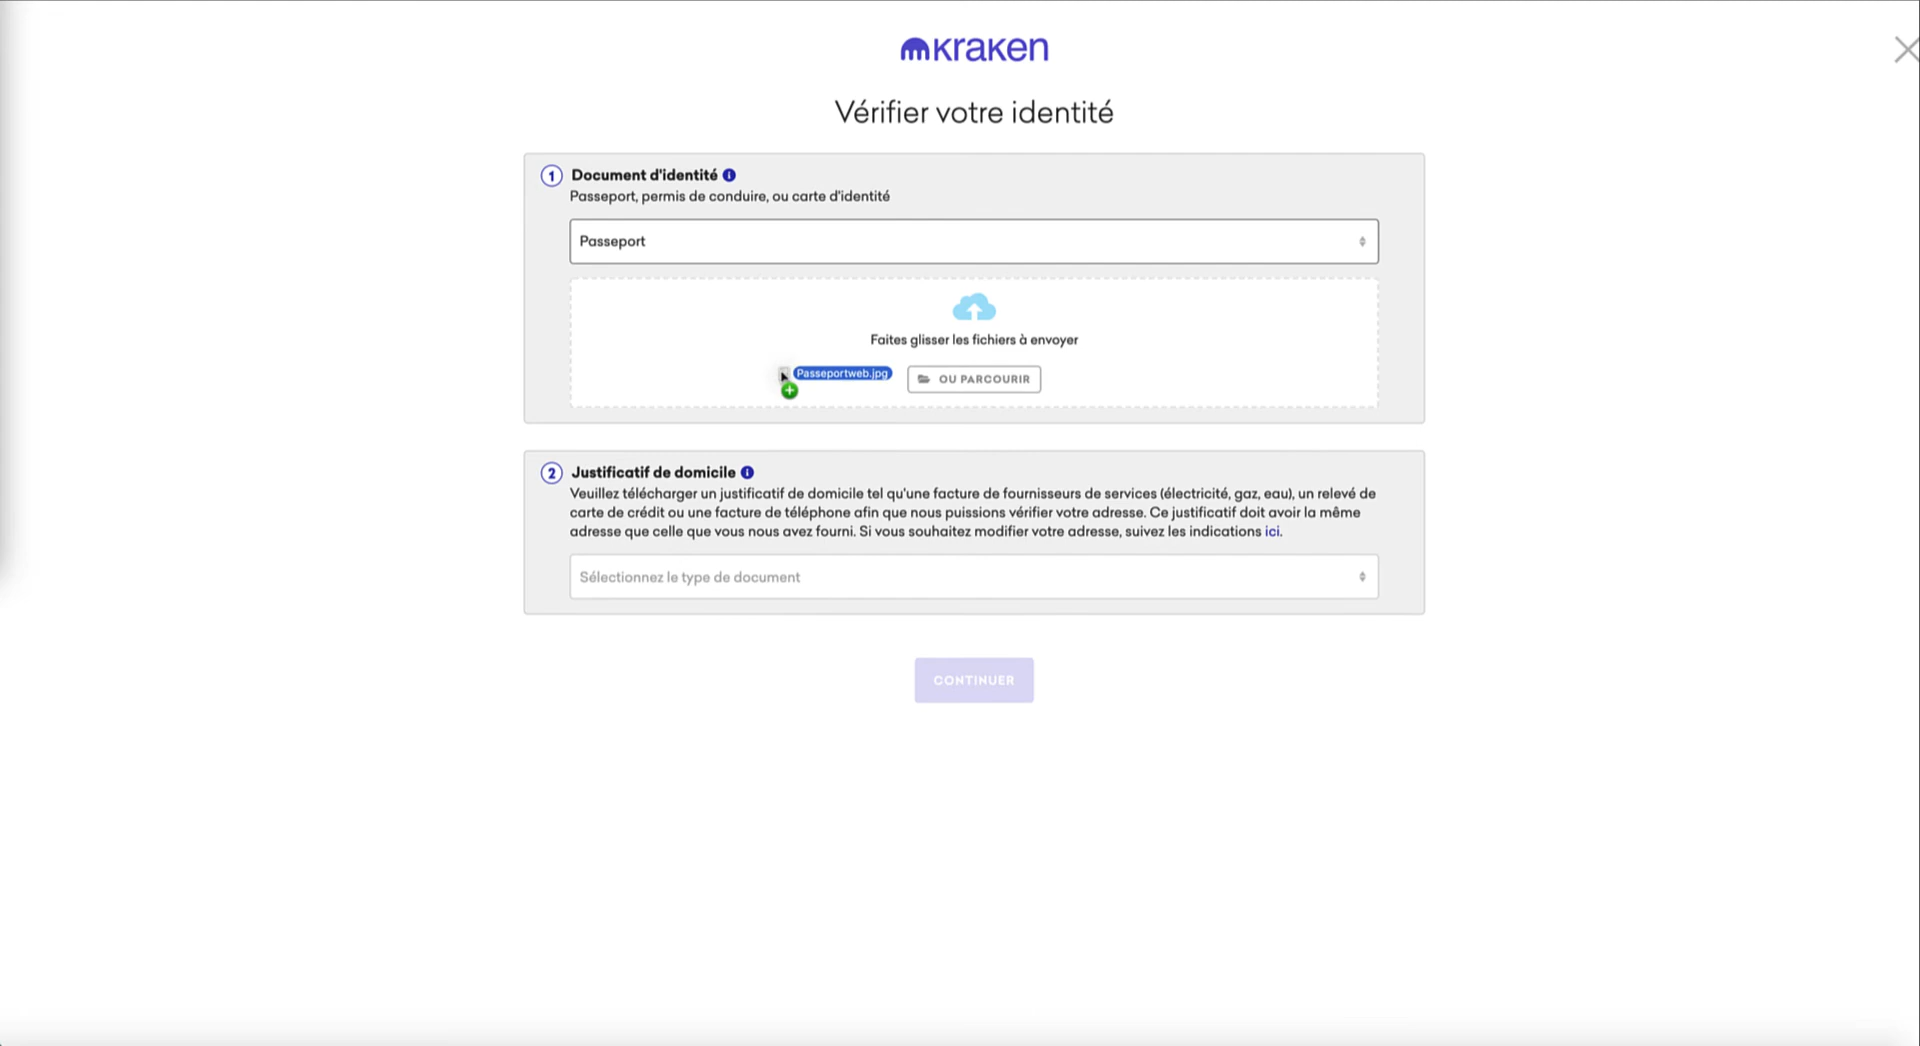 kraken
Vérifier votre identité
1 Document d'identité i
Passeport, permis de conduire, ou carte d'identité
Passeport
Faites glisser les fichiers à envoyer
Passeportweb.jpg
OU PARCOURIR
2 Justificatif de domicile i
Veuillez télécharger un justificatif de domicile tel qu'une facture de fournisseurs de services (électricité, gaz, eau), un relevé de
carte de crédit ou une facture de téléphone afin que nous puissions vérifier votre adresse. Ce justificatif doit avoir la même
adresse que celle que vous nous avez fourni. Si vous souhaitez modifier votre adresse, suivez les indications ici.
Sélectionnez le type de document
CONTINUER